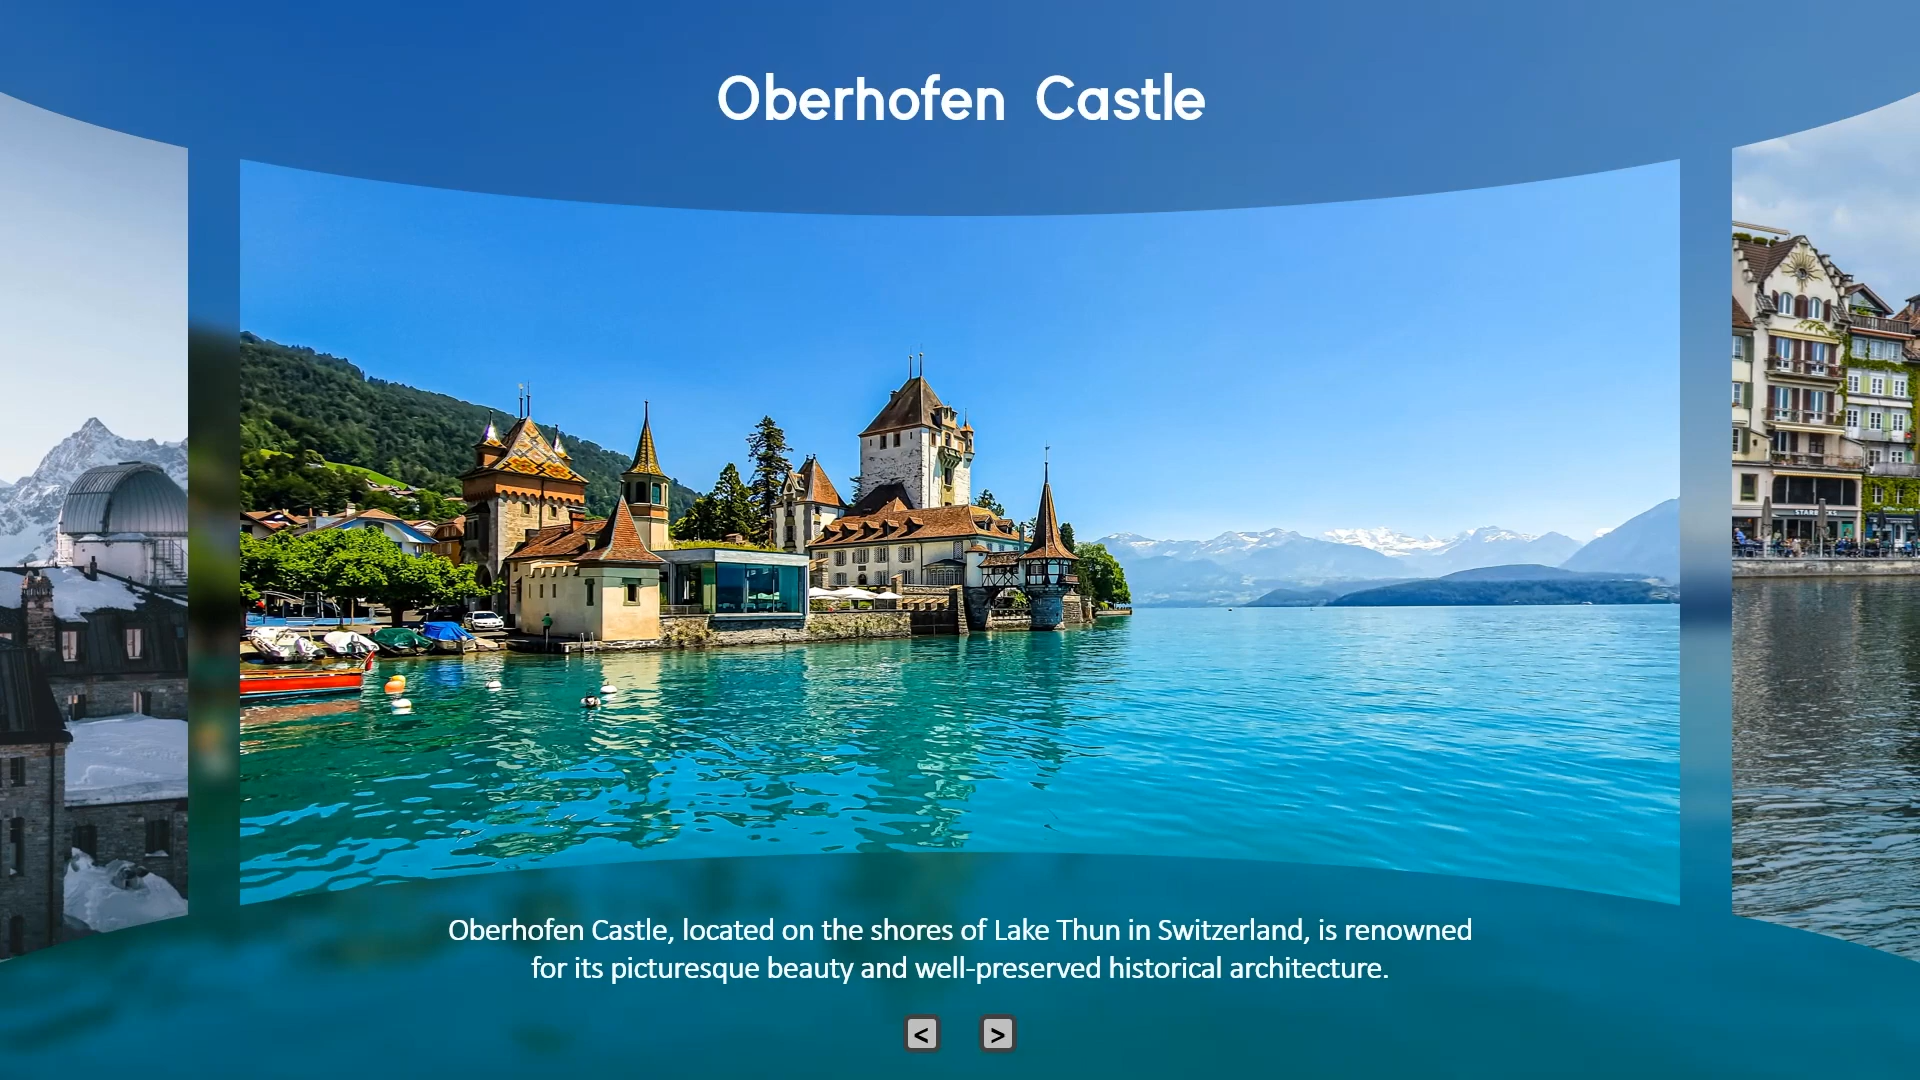 Oberhofen Castle
STARBUCKS
Oberhofen Castle, located on the shores of Lake Thun in Switzerland, is renowned
for its picturesque beauty and well-preserved historical architecture.
< >